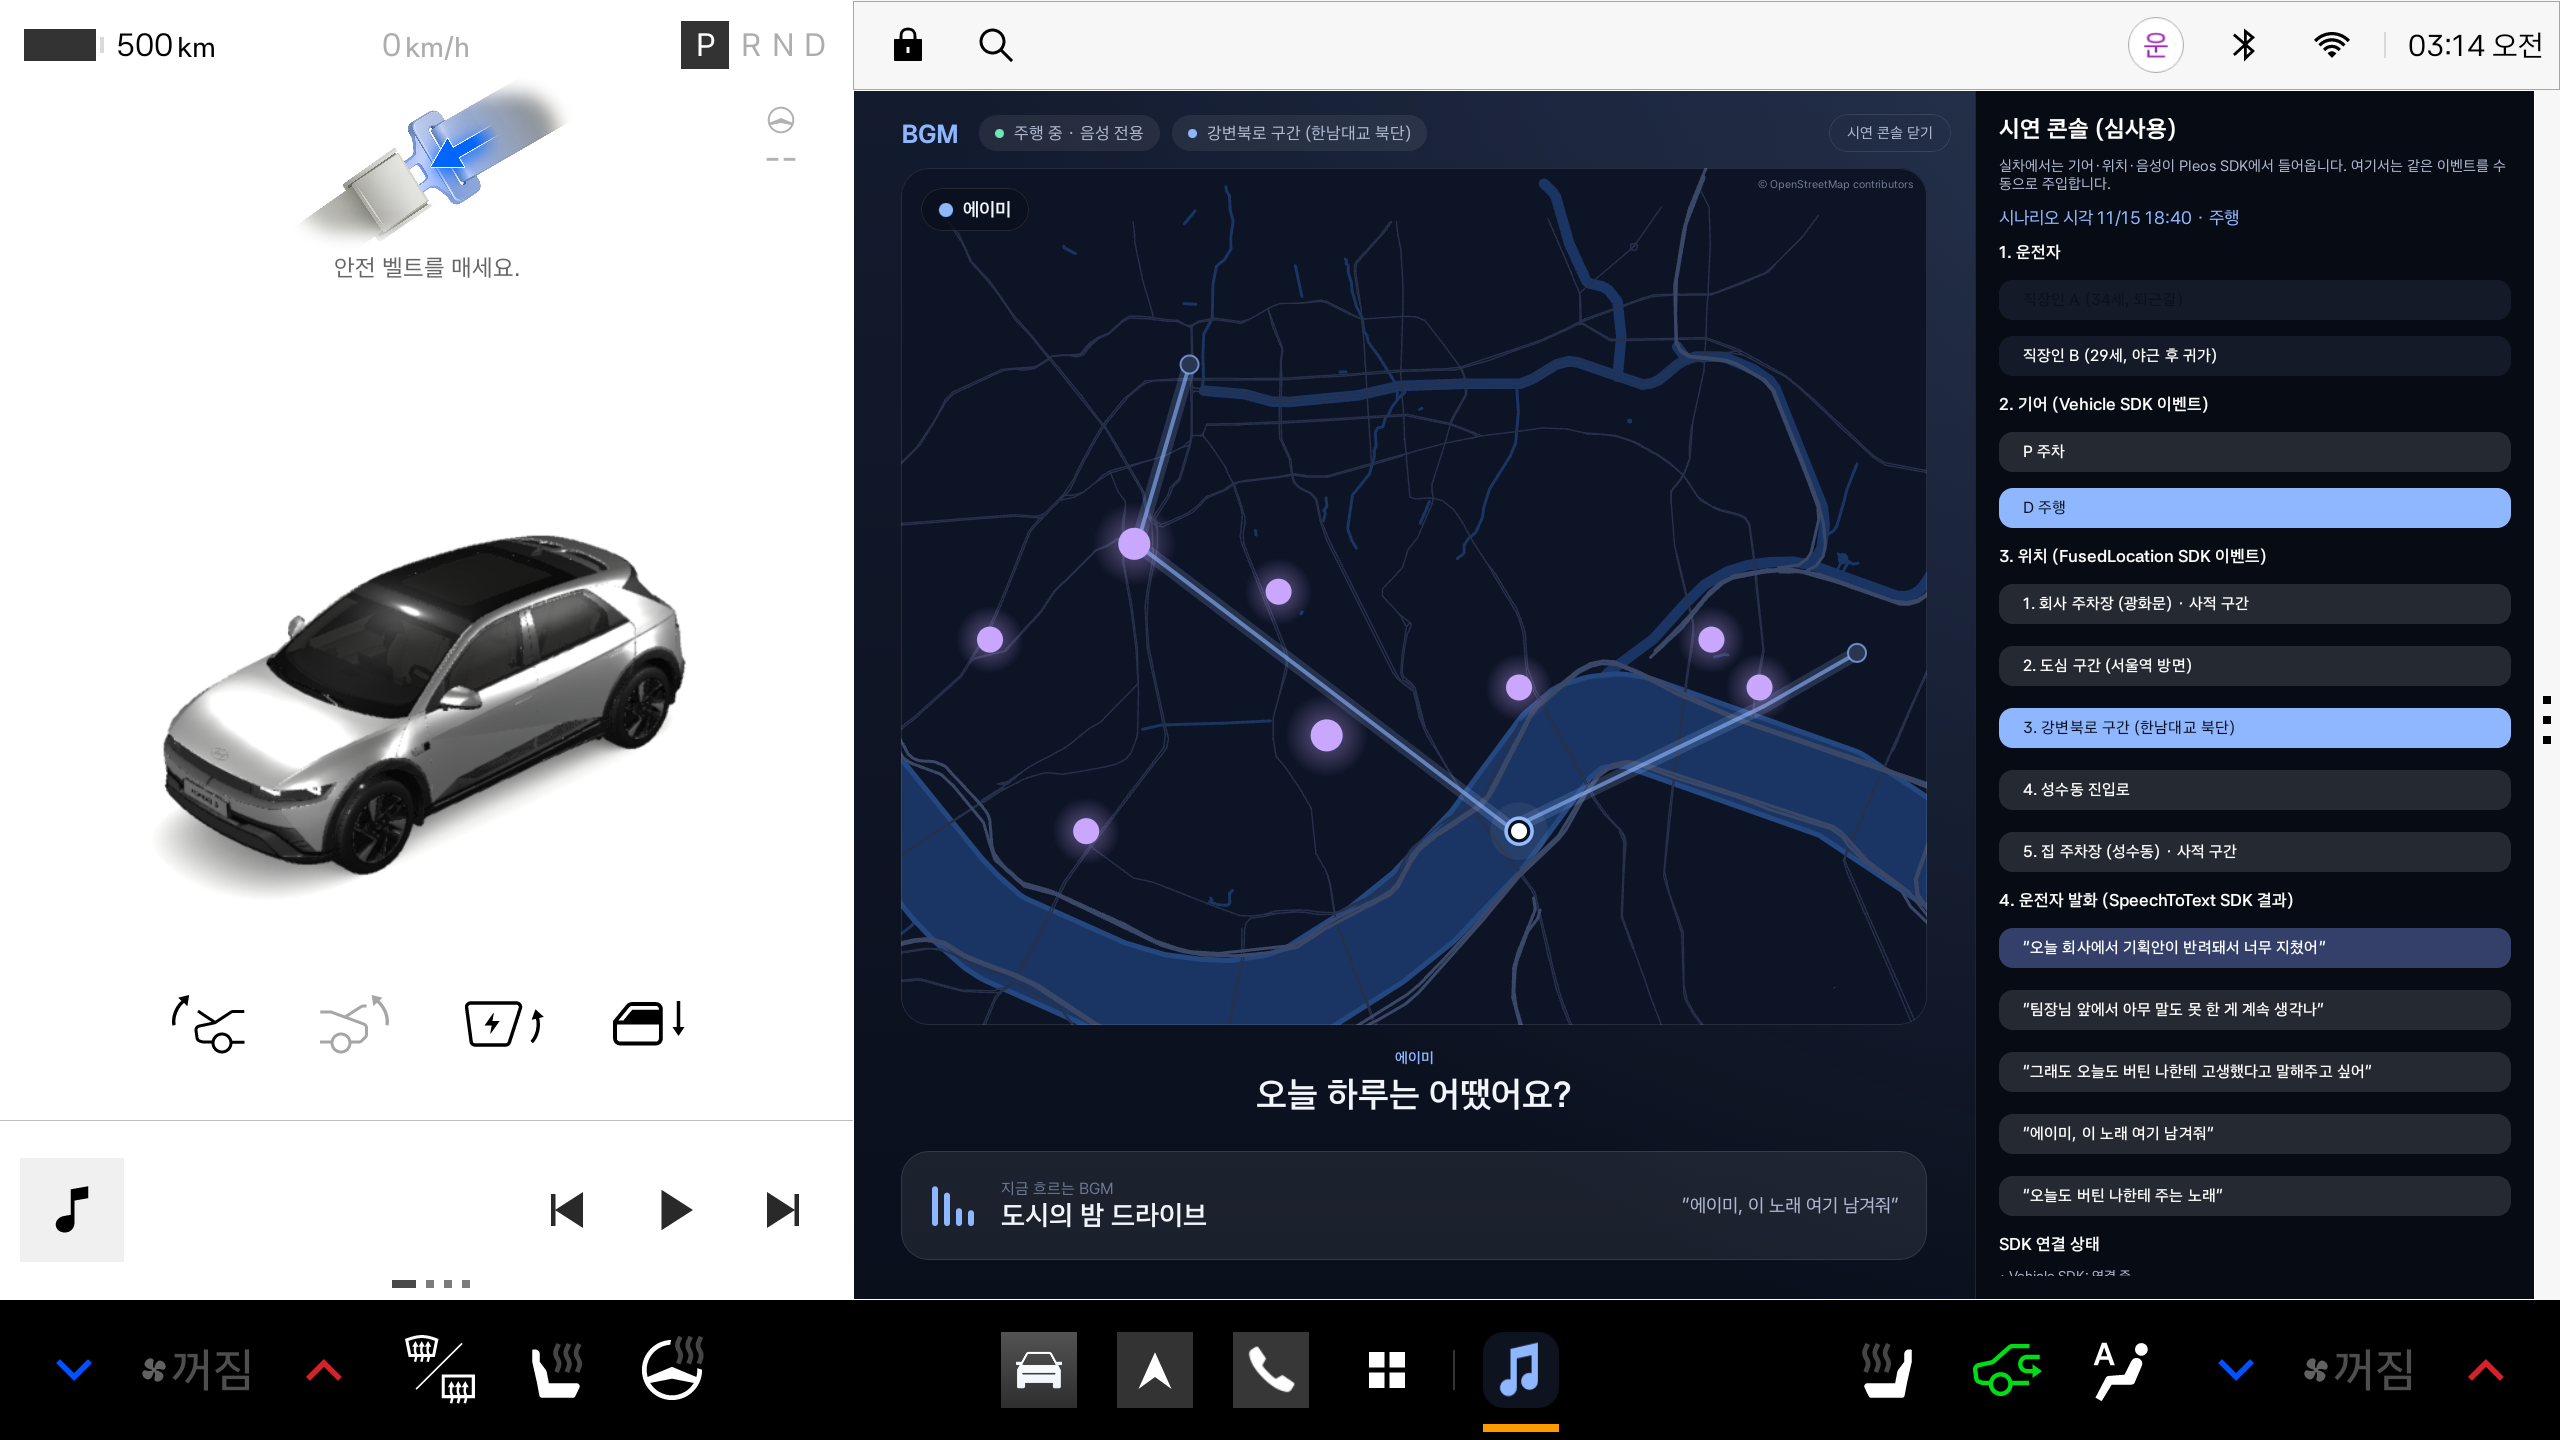 500 km
0 km/h
P R N D
안전 벨트를 매세요.
운
03:14 오전
BGM
주행 중 · 음성 전용
강변북로 구간 (한남대교 북단)
시연 콘솔 닫기
에이미
© OpenStreetMap contributors
에이미
오늘 하루는 어땠어요?
지금 흐르는 BGM
도시의 밤 드라이브
"에이미, 이 노래 여기 남겨줘"
시연 콘솔 (심사용)
실차에서는 기어·위치·음성이 Pleos SDK에서 들어옵니다. 여기서는 같은 이벤트를 수
동으로 주입합니다.
시나리오 시각 11/15 18:40 · 주행
1. 운전자
직장인 A (34세, 퇴근길)
직장인 B (29세, 야근 후 귀가)
2. 기어 (Vehicle SDK 이벤트)
P 주차
D 주행
3. 위치 (FusedLocation SDK 이벤트)
1. 회사 주차장 (광화문) · 사적 구간
2. 도심 구간 (서울역 방면)
3. 강변북로 구간 (한남대교 북단)
4. 성수동 진입로
5. 집 주차장 (성수동) · 사적 구간
4. 운전자 발화 (SpeechToText SDK 결과)
"오늘 회사에서 기획안이 반려돼서 너무 지쳤어"
"팀장님 앞에서 아무 말도 못 한 게 계속 생각나"
"그래도 오늘도 버틴 나한테 고생했다고 말해주고 싶어"
"에이미, 이 노래 여기 남겨줘"
"오늘도 버틴 나한테 주는 노래"
SDK 연결 상태
꺼짐
A
꺼짐